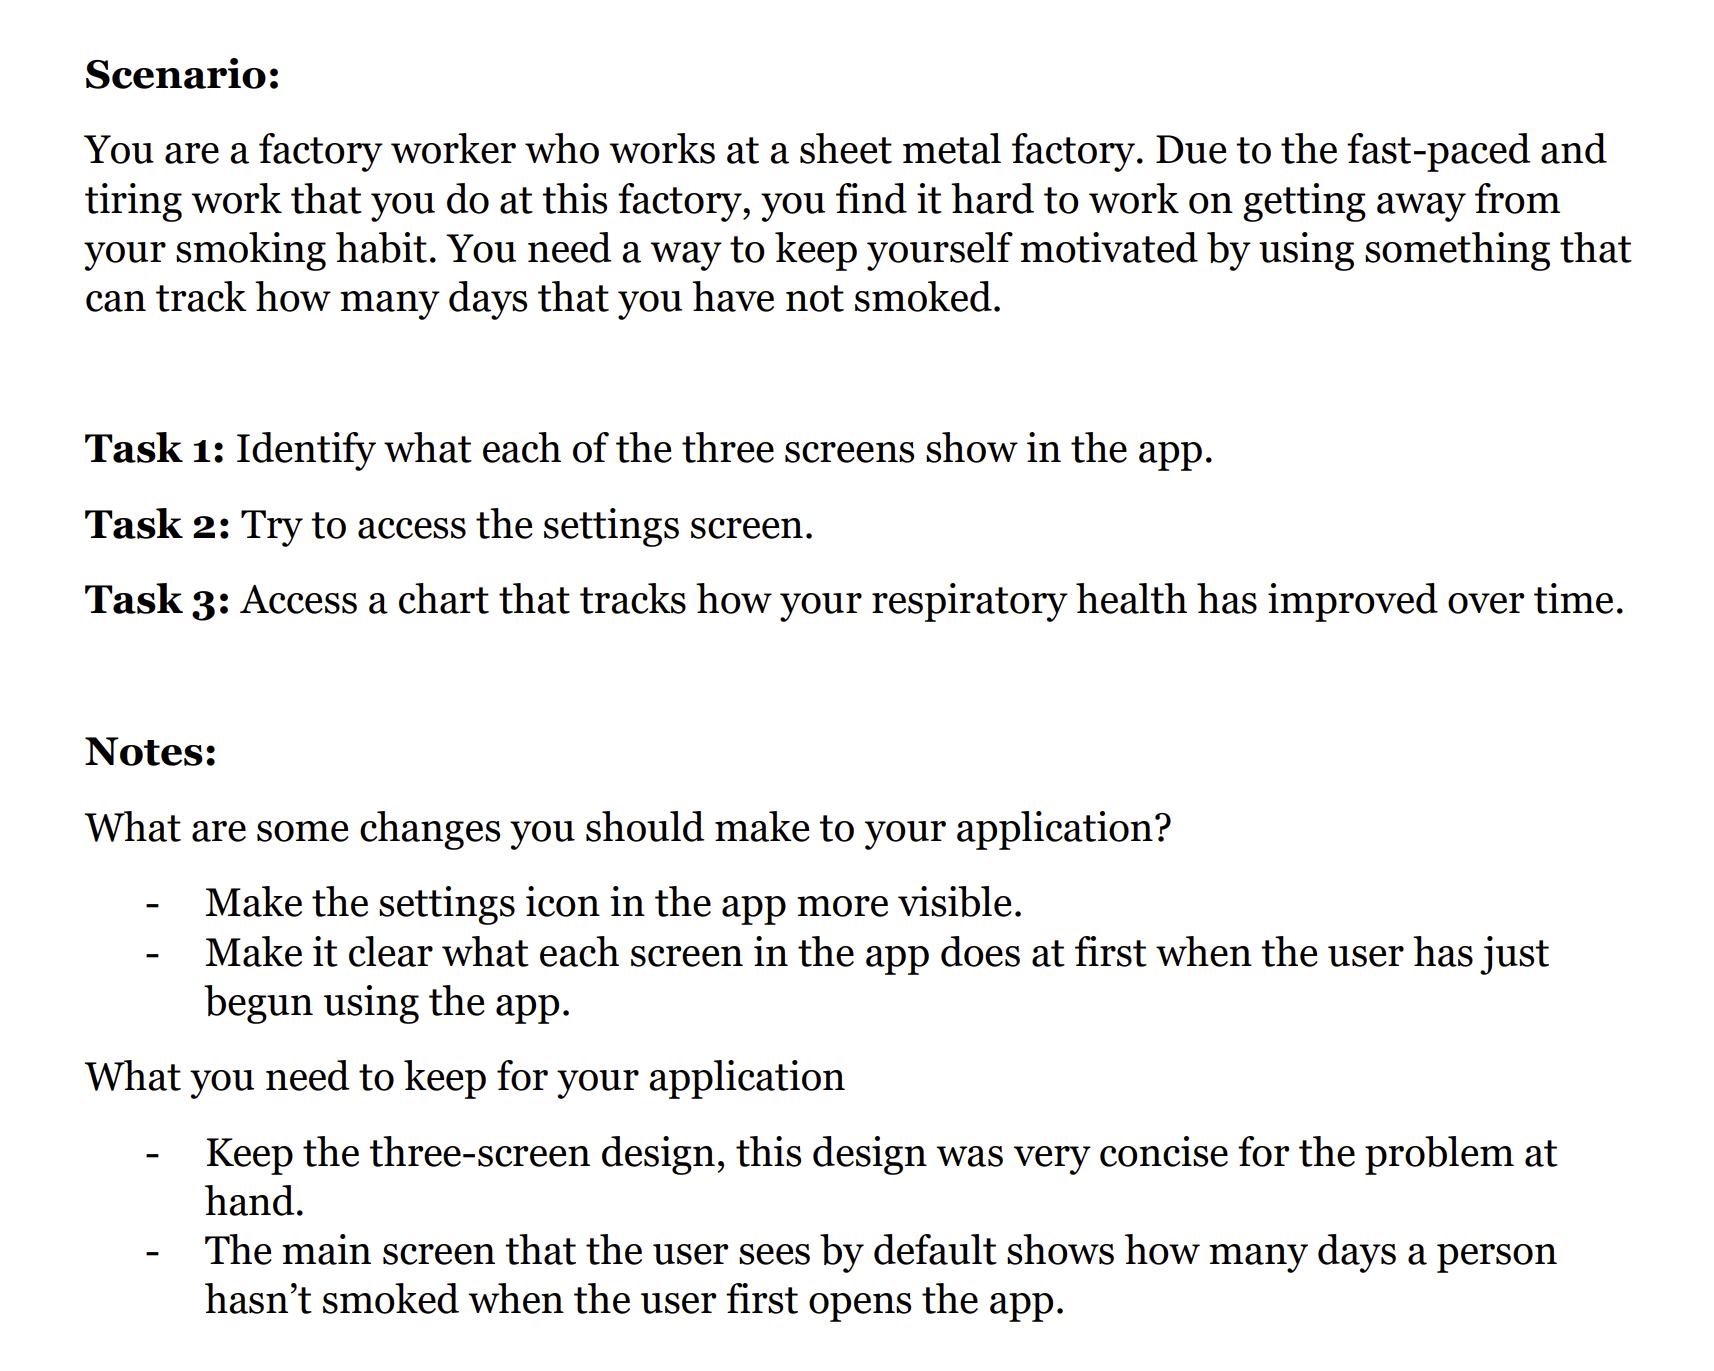 Scenario:
You are a factory worker who works at a sheet metal factory. Due to the fast-paced and
tiring work that you do at this factory, you find it hard to work on getting away from
your smoking habit. You need a way to keep yourself motivated by using something that
can track how many days that you have not smoked.
Task 1: Identify what each of the three screens show in the app.
Task 2: Try to access the settings screen.
Task 3: Access a chart that tracks how your respiratory health has improved over time.
Notes:
What are some changes you should make to your application?
- Make the settings icon in the app more visible.
- Make it clear what each screen in the app does at first when the user has just
begun using the app.
What you need to keep for your application
- Keep the three-screen design, this design was very concise for the problem at
hand.
- The main screen that the user sees by default shows how many days a person
hasn’t smoked when the user first opens the app.